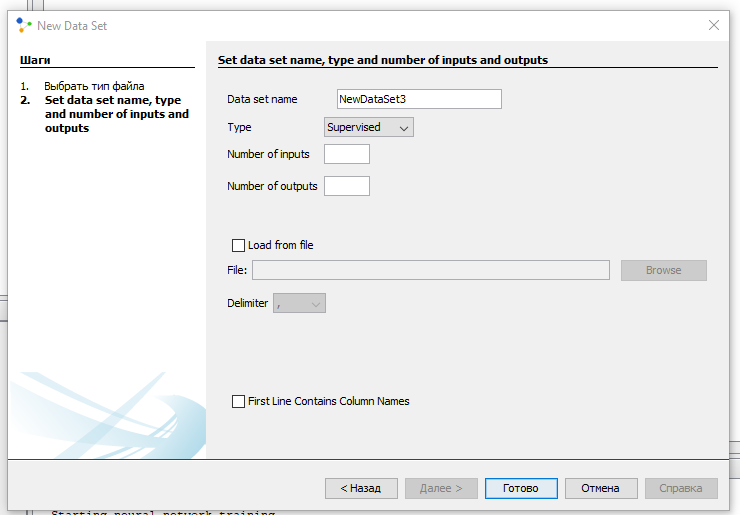 New Data Set
Шаги
1. Выбрать тип файла
2. Set data set name, type
and number of inputs and
outputs
Set data set name, type and number of inputs and outputs
Data set name NewDataSet3
Type Supervised
Number of inputs
Number of outputs
Load from file
File: Browse
Delimiter ,
First Line Contains Column Names
< Назад Далее > Готово Отмена Справка
Starting neural network training